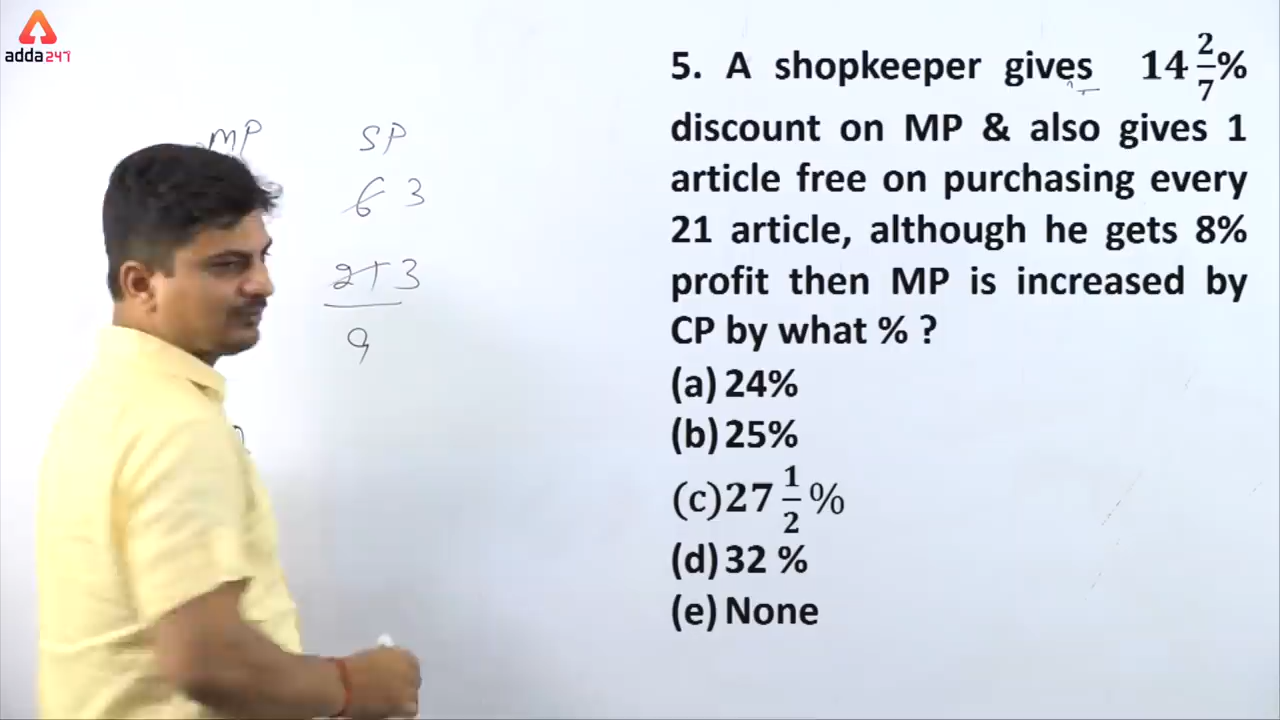 adda247
MP SP
6 3
21 3
9
5. A shopkeeper gives 14 2/7%
discount on MP & also gives 1
article free on purchasing every
21 article, although he gets 8%
profit then MP is increased by
CP by what % ?
(a) 24%
(b) 25%
(c) 27 1/2 %
(d) 32 %
(e) None